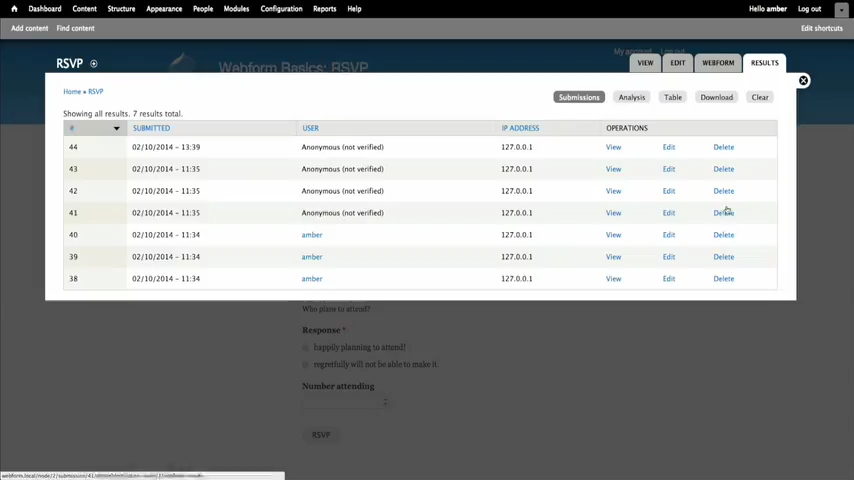 Dashboard Content Structure Appearance People Modules Configuration Reports Help Hello amber Log out
Add content Find content Edit shortcuts
My account Log out
RSVP Webform Basics: RSVP VIEW EDIT WEBFORM RESULTS
Home » RSVP Submissions Analysis Table Download Clear
Showing all results. 7 results total.
# SUBMITTED USER IP ADDRESS OPERATIONS
44 02/10/2014 - 13:39 Anonymous (not verified) 127.0.0.1 View Edit Delete
43 02/10/2014 - 11:35 Anonymous (not verified) 127.0.0.1 View Edit Delete
42 02/10/2014 - 11:35 Anonymous (not verified) 127.0.0.1 View Edit Delete
41 02/10/2014 - 11:35 Anonymous (not verified) 127.0.0.1 View Edit Delete
40 02/10/2014 - 11:34 amber 127.0.0.1 View Edit Delete
39 02/10/2014 - 11:34 amber 127.0.0.1 View Edit Delete
38 02/10/2014 - 11:34 amber 127.0.0.1 View Edit Delete
Who plans to attend?
Response *
happily planning to attend!
regretfully will not be able to make it.
Number attending
RSVP